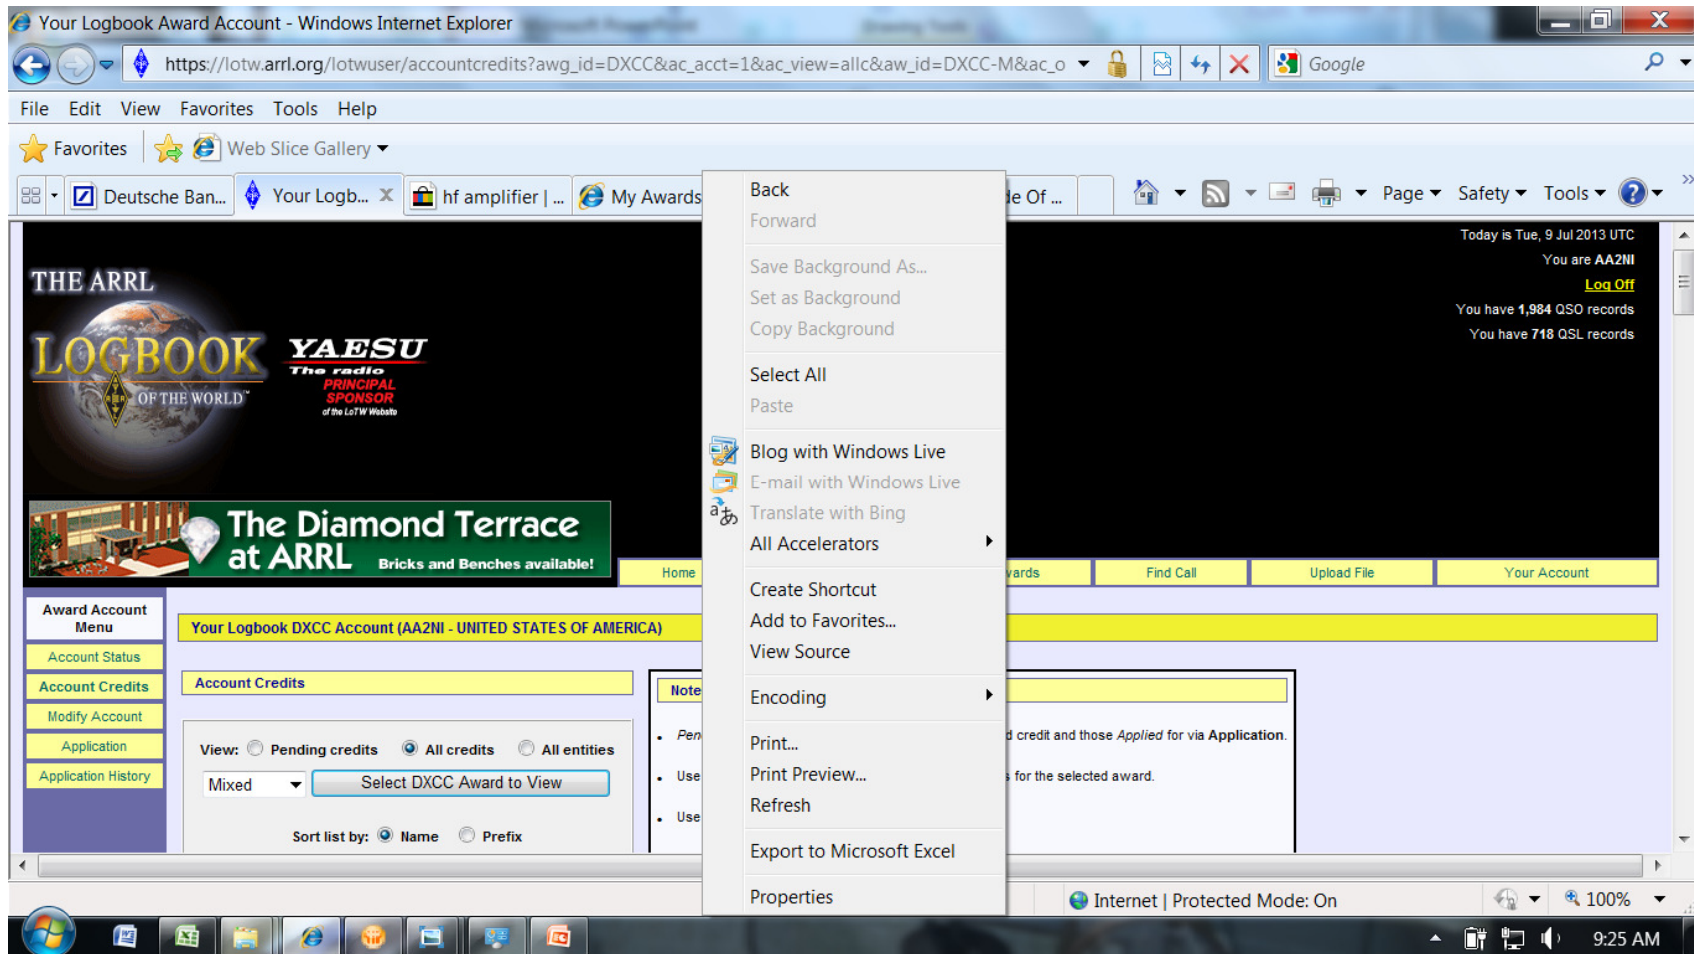 Your Logbook Award Account - Windows Internet Explorer
https://lotw.arrl.org/lotwuser/accountcredits?awg_id=DXCC&ac_acct=1&ac_view=allc&aw_id=DXCC-M&ac_o
Google
File Edit View Favorites Tools Help
Favorites Web Slice Gallery
Deutsche Ban... Your Logb... X hf amplifier | ... My Awards de Of ... Page Safety Tools
Today is Tue, 9 Jul 2013 UTC
You are AA2NI
Log Off
You have 1,984 QSO records
You have 718 QSL records
THE ARRL
LOGBOOK
OF THE WORLD
YAESU
The radio
PRINCIPAL
SPONSOR
of the LoTW Website
The Diamond Terrace
at ARRL Bricks and Benches available!
Home wards Find Call Upload File Your Account
Award Account
Menu
Account Status
Account Credits
Modify Account
Application
Application History
Your Logbook DXCC Account (AA2NI - UNITED STATES OF AMERICA)
Account Credits
View: Pending credits All credits All entities
Mixed Select DXCC Award to View
Sort list by: Name Prefix
Note
Pen d credit and those Applied for via Application.
Use s for the selected award.
Use
Back
Forward
Save Background As...
Set as Background
Copy Background
Select All
Paste
Blog with Windows Live
E-mail with Windows Live
Translate with Bing
All Accelerators
Create Shortcut
Add to Favorites...
View Source
Encoding
Print...
Print Preview...
Refresh
Export to Microsoft Excel
Properties
Internet | Protected Mode: On
100%
9:25 AM